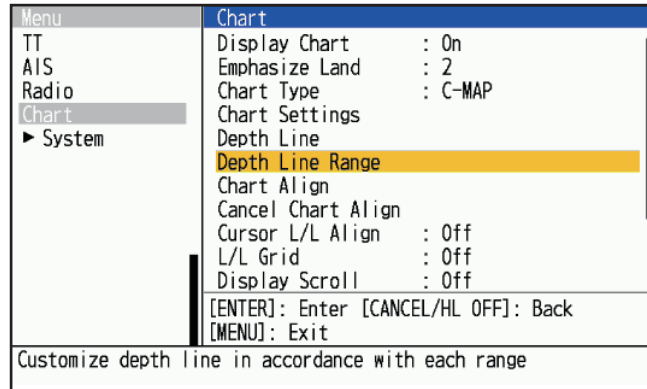 Menu
TT
AIS
Radio
Chart
► System
Chart
Display Chart : On
Emphasize Land : 2
Chart Type : C-MAP
Chart Settings
Depth Line
Depth Line Range
Chart Align
Cancel Chart Align
Cursor L/L Align : Off
L/L Grid : Off
Display Scroll : Off
[ENTER]: Enter [CANCEL/HL OFF]: Back
[MENU]: Exit
Customize depth line in accordance with each range